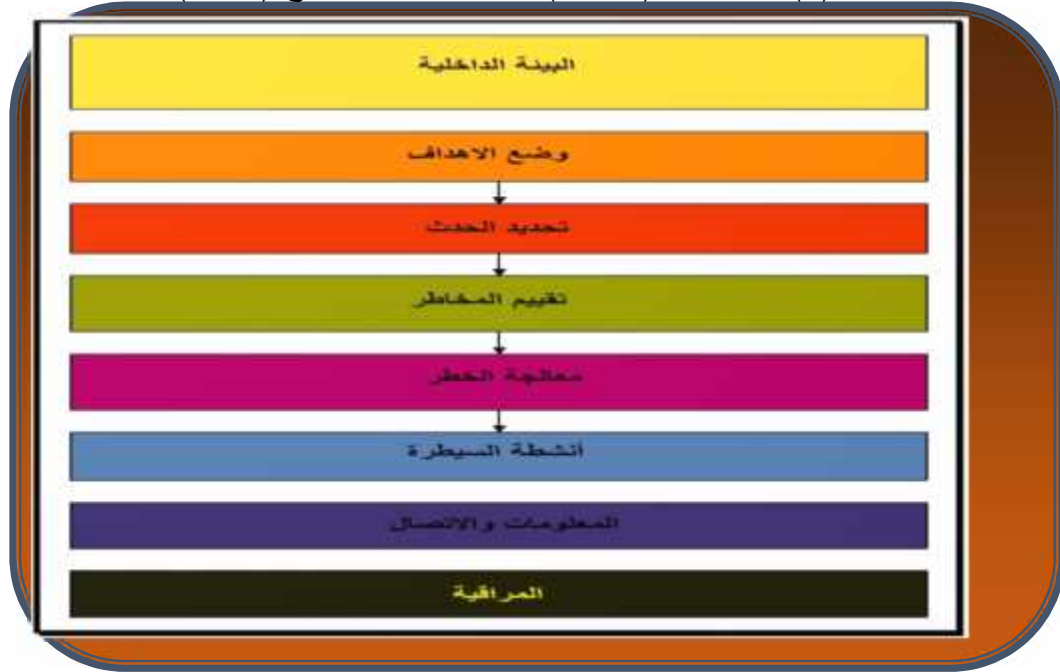 البيئة الداخلية
وضع الاهداف
تحديد الحدث
تقييم المخاطر
معالجة الخطر
أنشطة السيطرة
المعلومات والاتصال
المراقبة